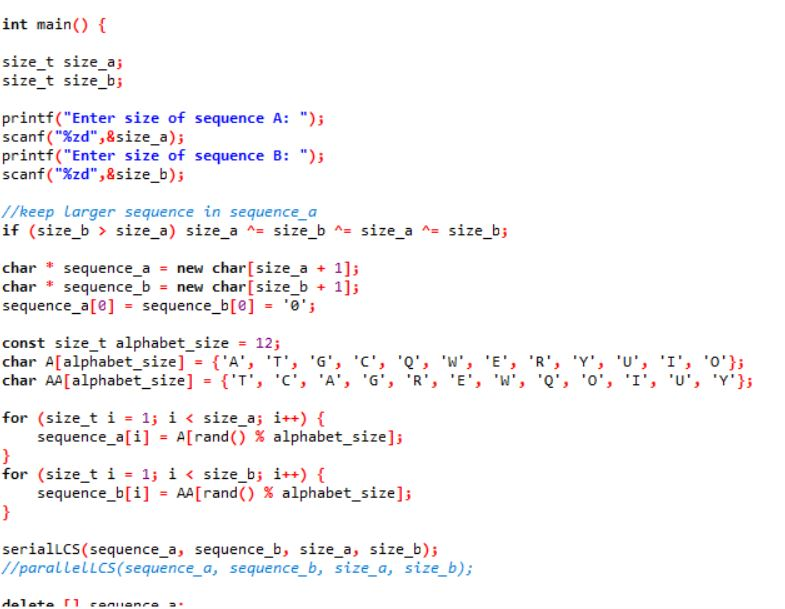 int main() {
size_t size_a;
size_t size_b;
printf("Enter size of sequence A: ");
scanf("%zd",&size_a);
printf("Enter size of sequence B: ");
scanf("%zd",&size_b);
//keep larger sequence in sequence_a
if (size_b > size_a) size_a ^= size_b ^= size_a ^= size_b;
char * sequence_a = new char[size_a + 1];
char * sequence_b = new char[size_b + 1];
sequence_a[0] = sequence_b[0] = '0';
const size_t alphabet_size = 12;
char A[alphabet_size] = {'A', 'T', 'G', 'C', 'Q', 'W', 'E', 'R', 'Y', 'U', 'I', 'O'};
char AA[alphabet_size] = {'T', 'C', 'A', 'G', 'R', 'E', 'W', 'Q', 'O', 'I', 'U', 'Y'};
for (size_t i = 1; i < size_a; i++) {
    sequence_a[i] = A[rand() % alphabet_size];
}
for (size_t i = 1; i < size_b; i++) {
    sequence_b[i] = AA[rand() % alphabet_size];
}
serialLCS(sequence_a, sequence_b, size_a, size_b);
//parallelLCS(sequence_a, sequence_b, size_a, size_b);
delete [] sequence_a;